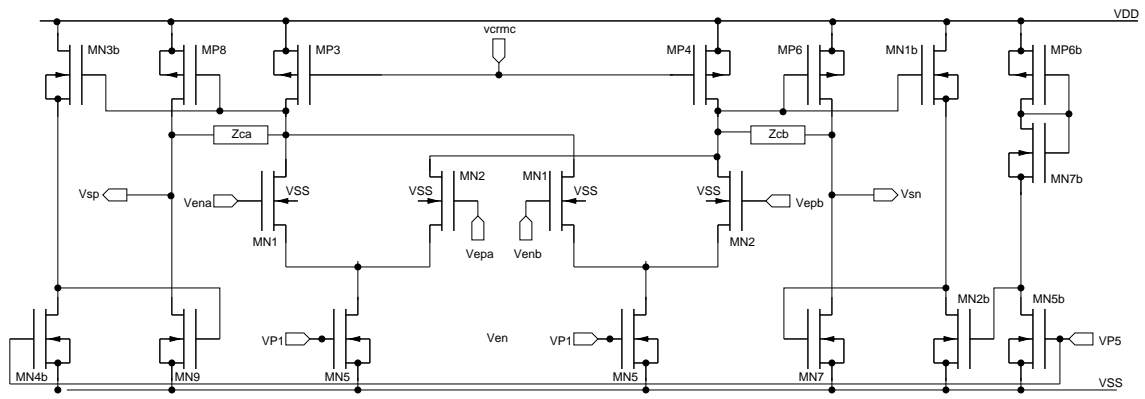 VDD
vcrmc
MN3b
MP8
MP3
MP4
MP6
MN1b
MP6b
Zca
Zcb
MN7b
Vsp
Vena
VSS
MN1
VSS
MN2
Vepa
MN1
VSS
Venb
VSS
MN2
Vepb
Vsn
MN4b
MN9
VP1
MN5
Ven
VP1
MN5
MN7
MN2b
MN5b
VP5
VSS